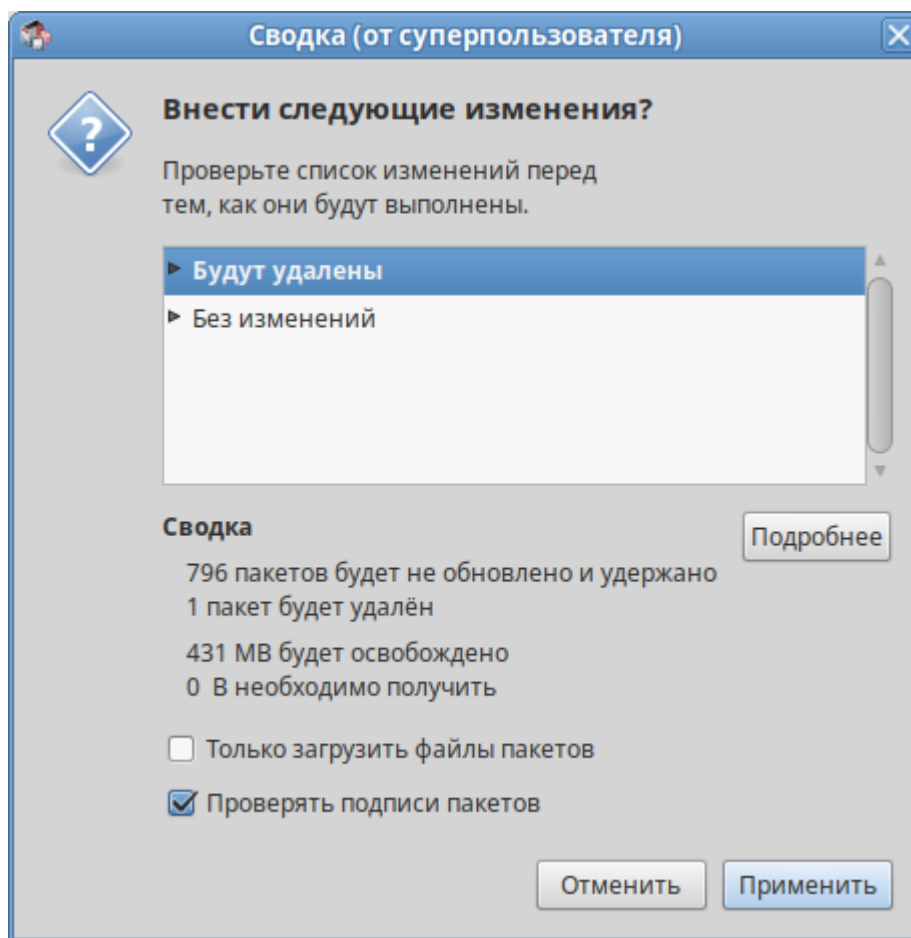 Сводка (от суперпользователя)
Внести следующие изменения?
Проверьте список изменений перед
тем, как они будут выполнены.
Будут удалены
Без изменений
Сводка
Подробнее
796 пакетов будет не обновлено и удержано
1 пакет будет удалён
431 MB будет освобождено
0 B необходимо получить
Только загрузить файлы пакетов
Проверять подписи пакетов
Отменить
Применить